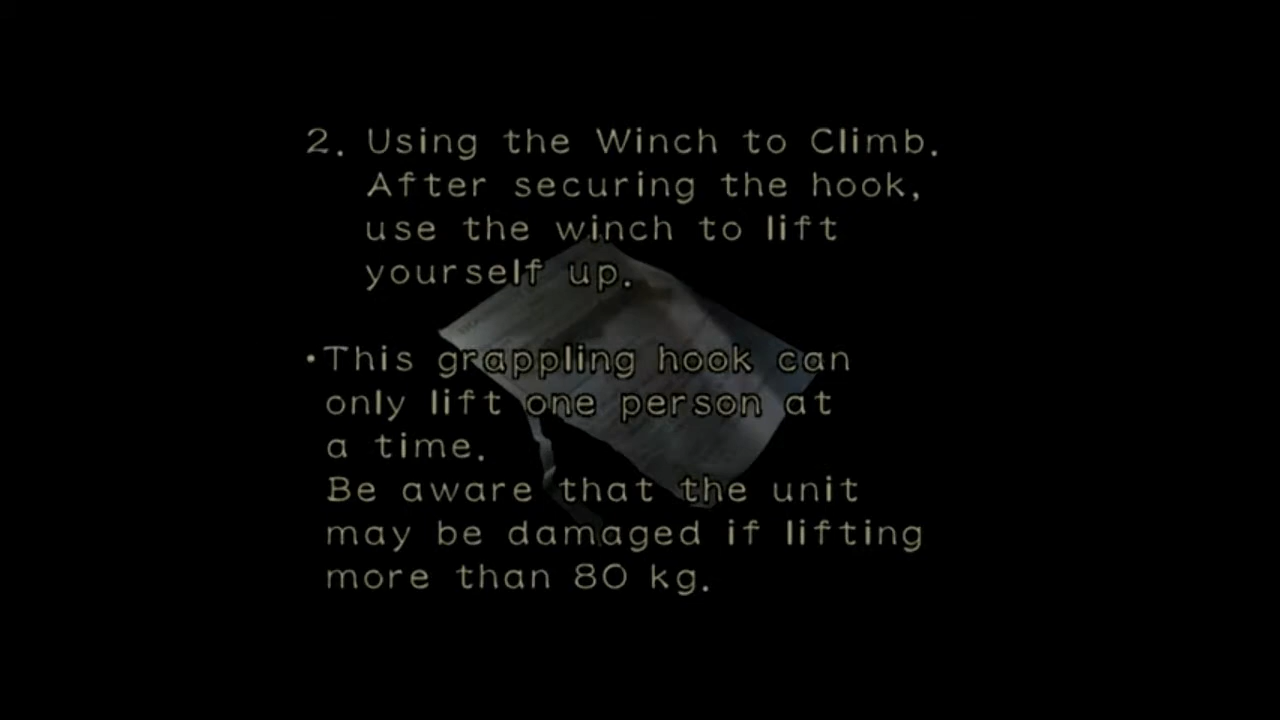 2. Using the Winch to Climb.
After securing the hook,
use the winch to lift
yourself up.
•This grappling hook can
only lift one person at
a time.
Be aware that the unit
may be damaged if lifting
more than 80 kg.